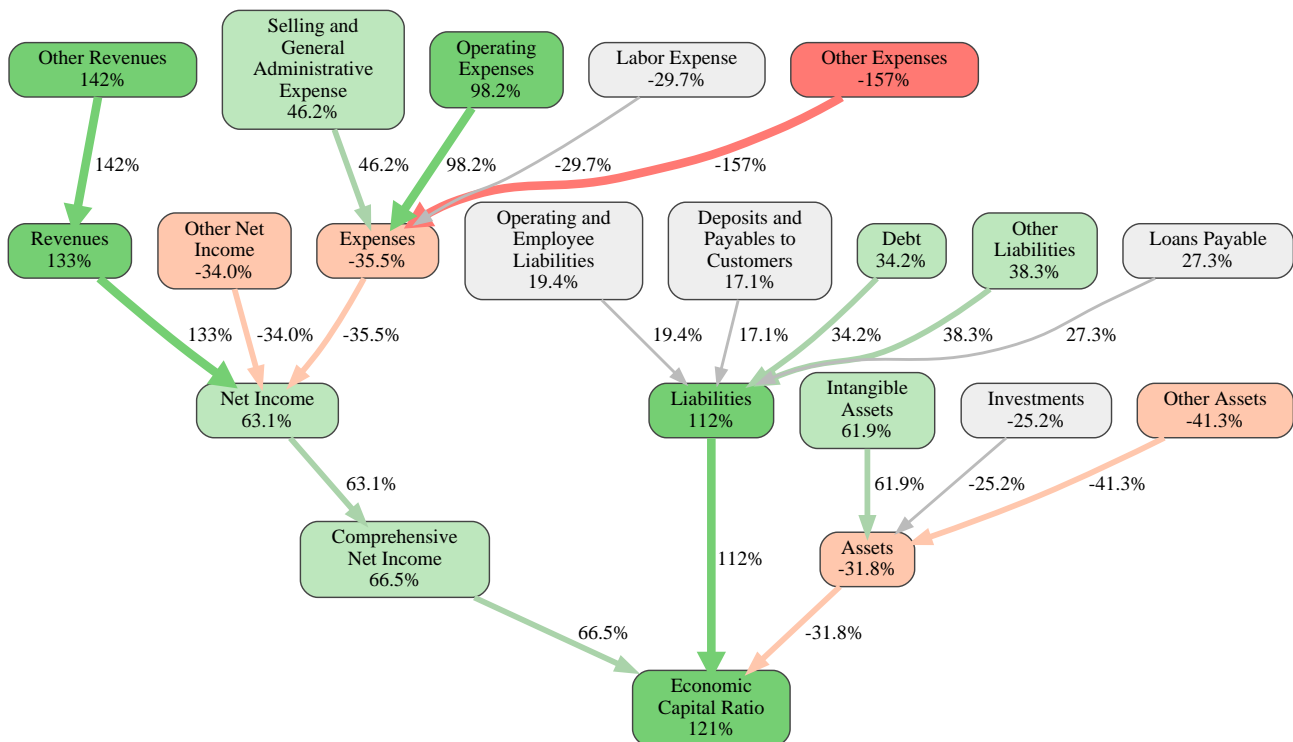 Other Revenues
142%
Selling and
General
Administrative
Expense
46.2%
Operating
Expenses
98.2%
Labor Expense
-29.7%
Other Expenses
-157%
142%
46.2%
98.2%
-29.7%
-157%
Revenues
133%
Other Net
Income
-34.0%
Expenses
-35.5%
Operating and
Employee
Liabilities
19.4%
Deposits and
Payables to
Customers
17.1%
Debt
34.2%
Other
Liabilities
38.3%
Loans Payable
27.3%
133%
-34.0%
-35.5%
19.4%
17.1%
34.2%
38.3%
27.3%
Net Income
63.1%
Liabilities
112%
Intangible
Assets
61.9%
Investments
-25.2%
Other Assets
-41.3%
63.1%
61.9%
-25.2%
-41.3%
Comprehensive
Net Income
66.5%
112%
Assets
-31.8%
66.5%
-31.8%
Economic
Capital Ratio
121%